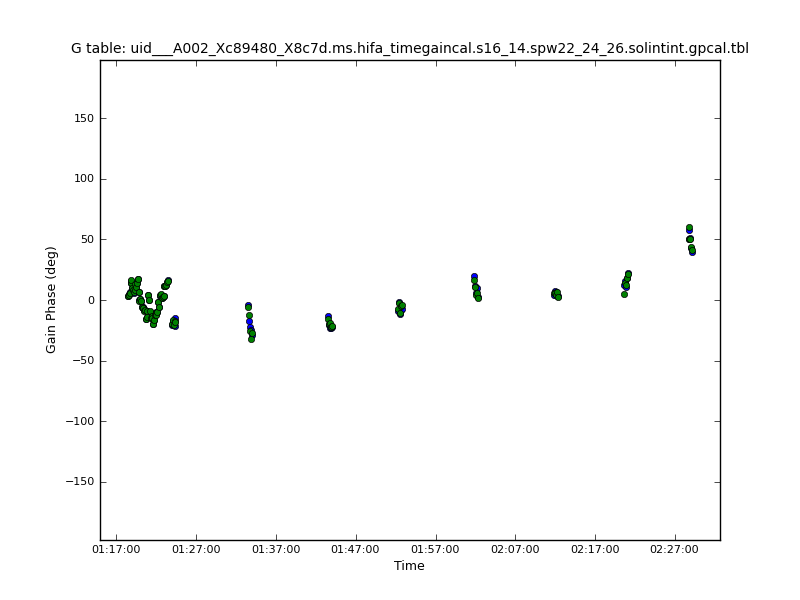 G table: uid___A002_Xc89480_X8c7d.ms.hifa_timegaincal.s16_14.spw22_24_26.solintint.gpcal.tbl
Gain Phase (deg)
150
100
50
0
−50
−100
−150
01:17:00 01:27:00 01:37:00 01:47:00 01:57:00 02:07:00 02:17:00 02:27:00
Time